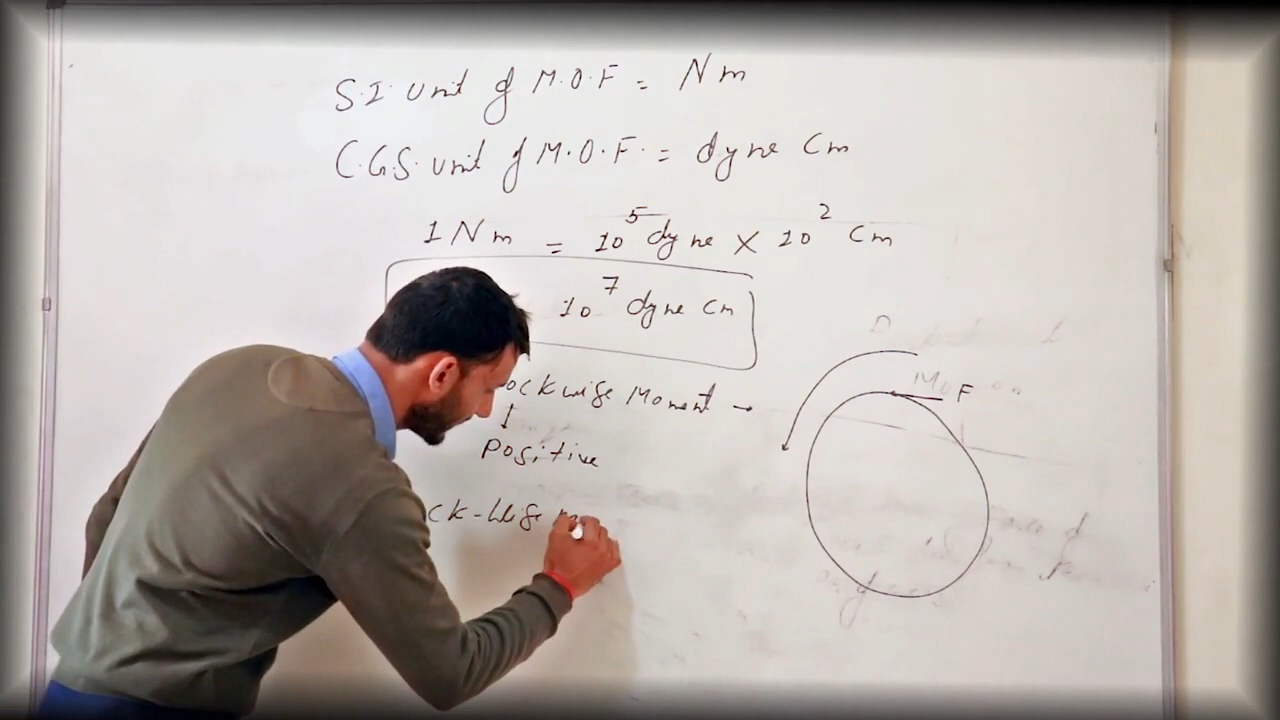 S.I. Unit of M.O.F = Nm
C.G.S. unit of M.O.F. = dyne Cm
1 Nm = 10⁵ dyne × 10² Cm
10⁷ dyne Cm
ockwise Moment →
↓
Positive
ck-wise m
F